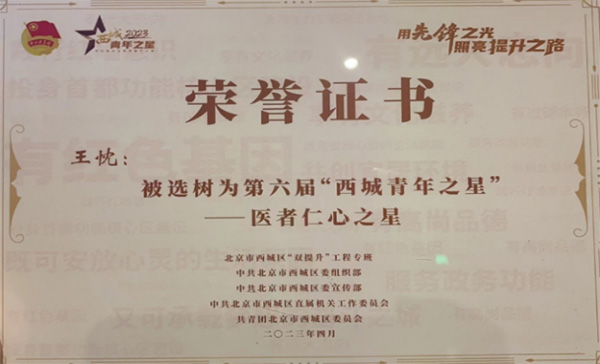 西城 2023
青年之星
用先锋之光
照亮提升之路
荣誉证书
王忱：
被选树为第六届“西城青年之星”
——医者仁心之星
北京市西城区“双提升”工程专班
中共北京市西城区委组织部
中共北京市西城区委宣传部
中共北京市西城区直属机关工作委员会
共青团北京市西城区委员会
二〇二三年四月